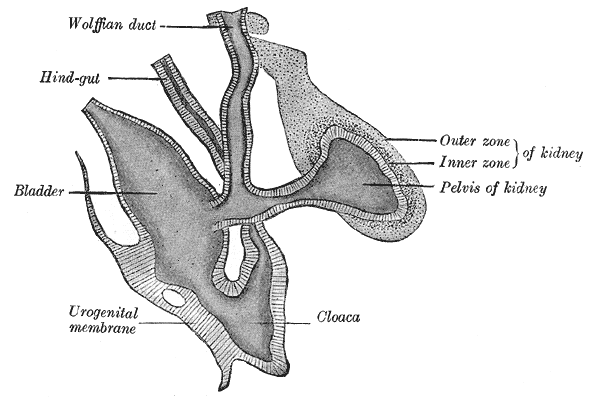 Wolffian duct
Hind-gut
Outer zone
of kidney
Inner zone
Bladder
Pelvis of kidney
Urogenital
membrane
Cloaca